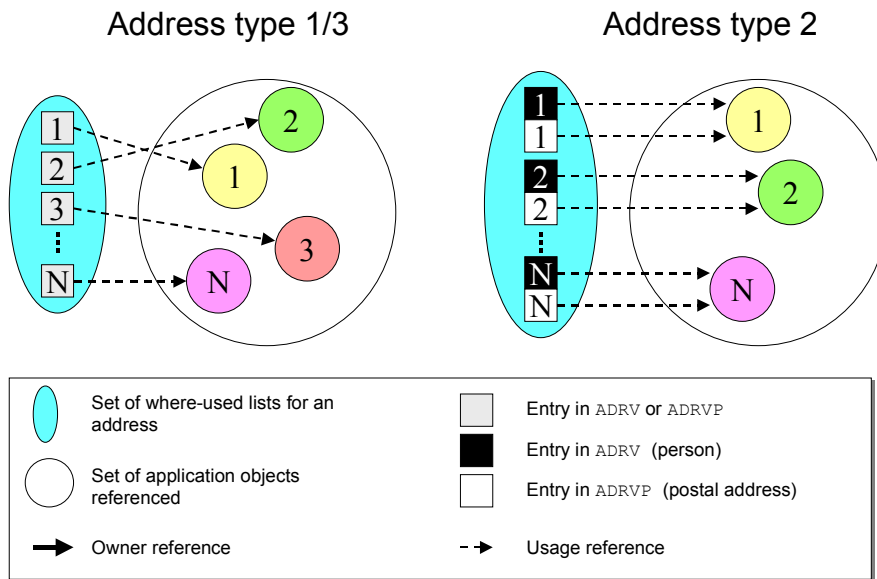 Address type 1/3
Address type 2
1
2
3
N
2
1
3
N
1
1
2
2
N
N
1
2
N
Set of where-used lists for an
address
Set of application objects
referenced
Owner reference
Entry in ADRV or ADRVP
Entry in ADRV (person)
Entry in ADRVP (postal address)
Usage reference